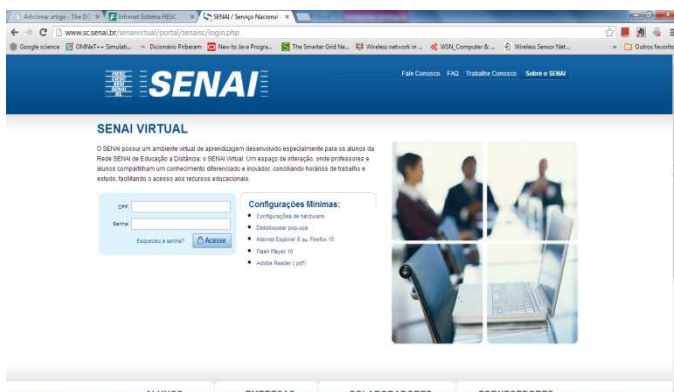 Adicionar artigo - The DC
Intranet Sistema FIESC
SENAI / Serviço Nacional
www.sc.senai.br/senaivirtual/portal/senaisc/login.php
Google science
OMNeT++ Simulati...
Dicionário Priberam
New to Java Progra...
The Smarter Grid Ne...
Wireless network in ...
WSN_Computer & ...
Wireless Sensor Net...
Outros favoritos
SENAI
Fale Conosco FAQ Trabalhe Conosco Sobre o SENAI
SENAI VIRTUAL
O SENAI possui um ambiente virtual de aprendizagem desenvolvido especialmente para os alunos da
Rede SENAI de Educação a Distância: o SENAI Virtual. Um espaço de interação, onde professores e
alunos compartilham um conhecimento diferenciado e inovador, conciliando horários de trabalho e
estudo, facilitando o acesso aos recursos educacionais.
CPF:
Senha:
Esqueceu a senha? Acesse
Configurações Mínimas:
Configurações de hardware
Desbloquear pop-ups
Internet Explorer 8 ou Firefox 15
Flash Player 10
Adobe Reader (.pdf)
ALUNOS EMPRESAS COLABORADORES FORNECEDORES